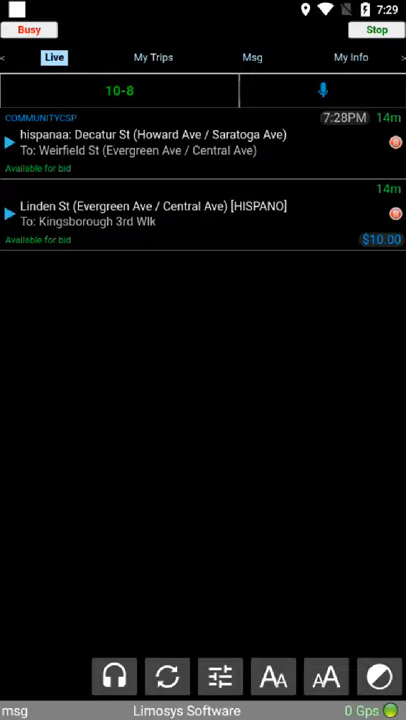 7:29
Busy
Stop
< Live My Trips Msg My Info >
10-8
COMMUNITYCSP 7:28PM 14m
hispanaa: Decatur St (Howard Ave / Saratoga Ave)
To: Weirfield St (Evergreen Ave / Central Ave)
Available for bid
14m
Linden St (Evergreen Ave / Central Ave) [HISPANO]
To: Kingsborough 3rd Wlk
Available for bid $10.00
AA AA
msg Limosys Software 0 Gps